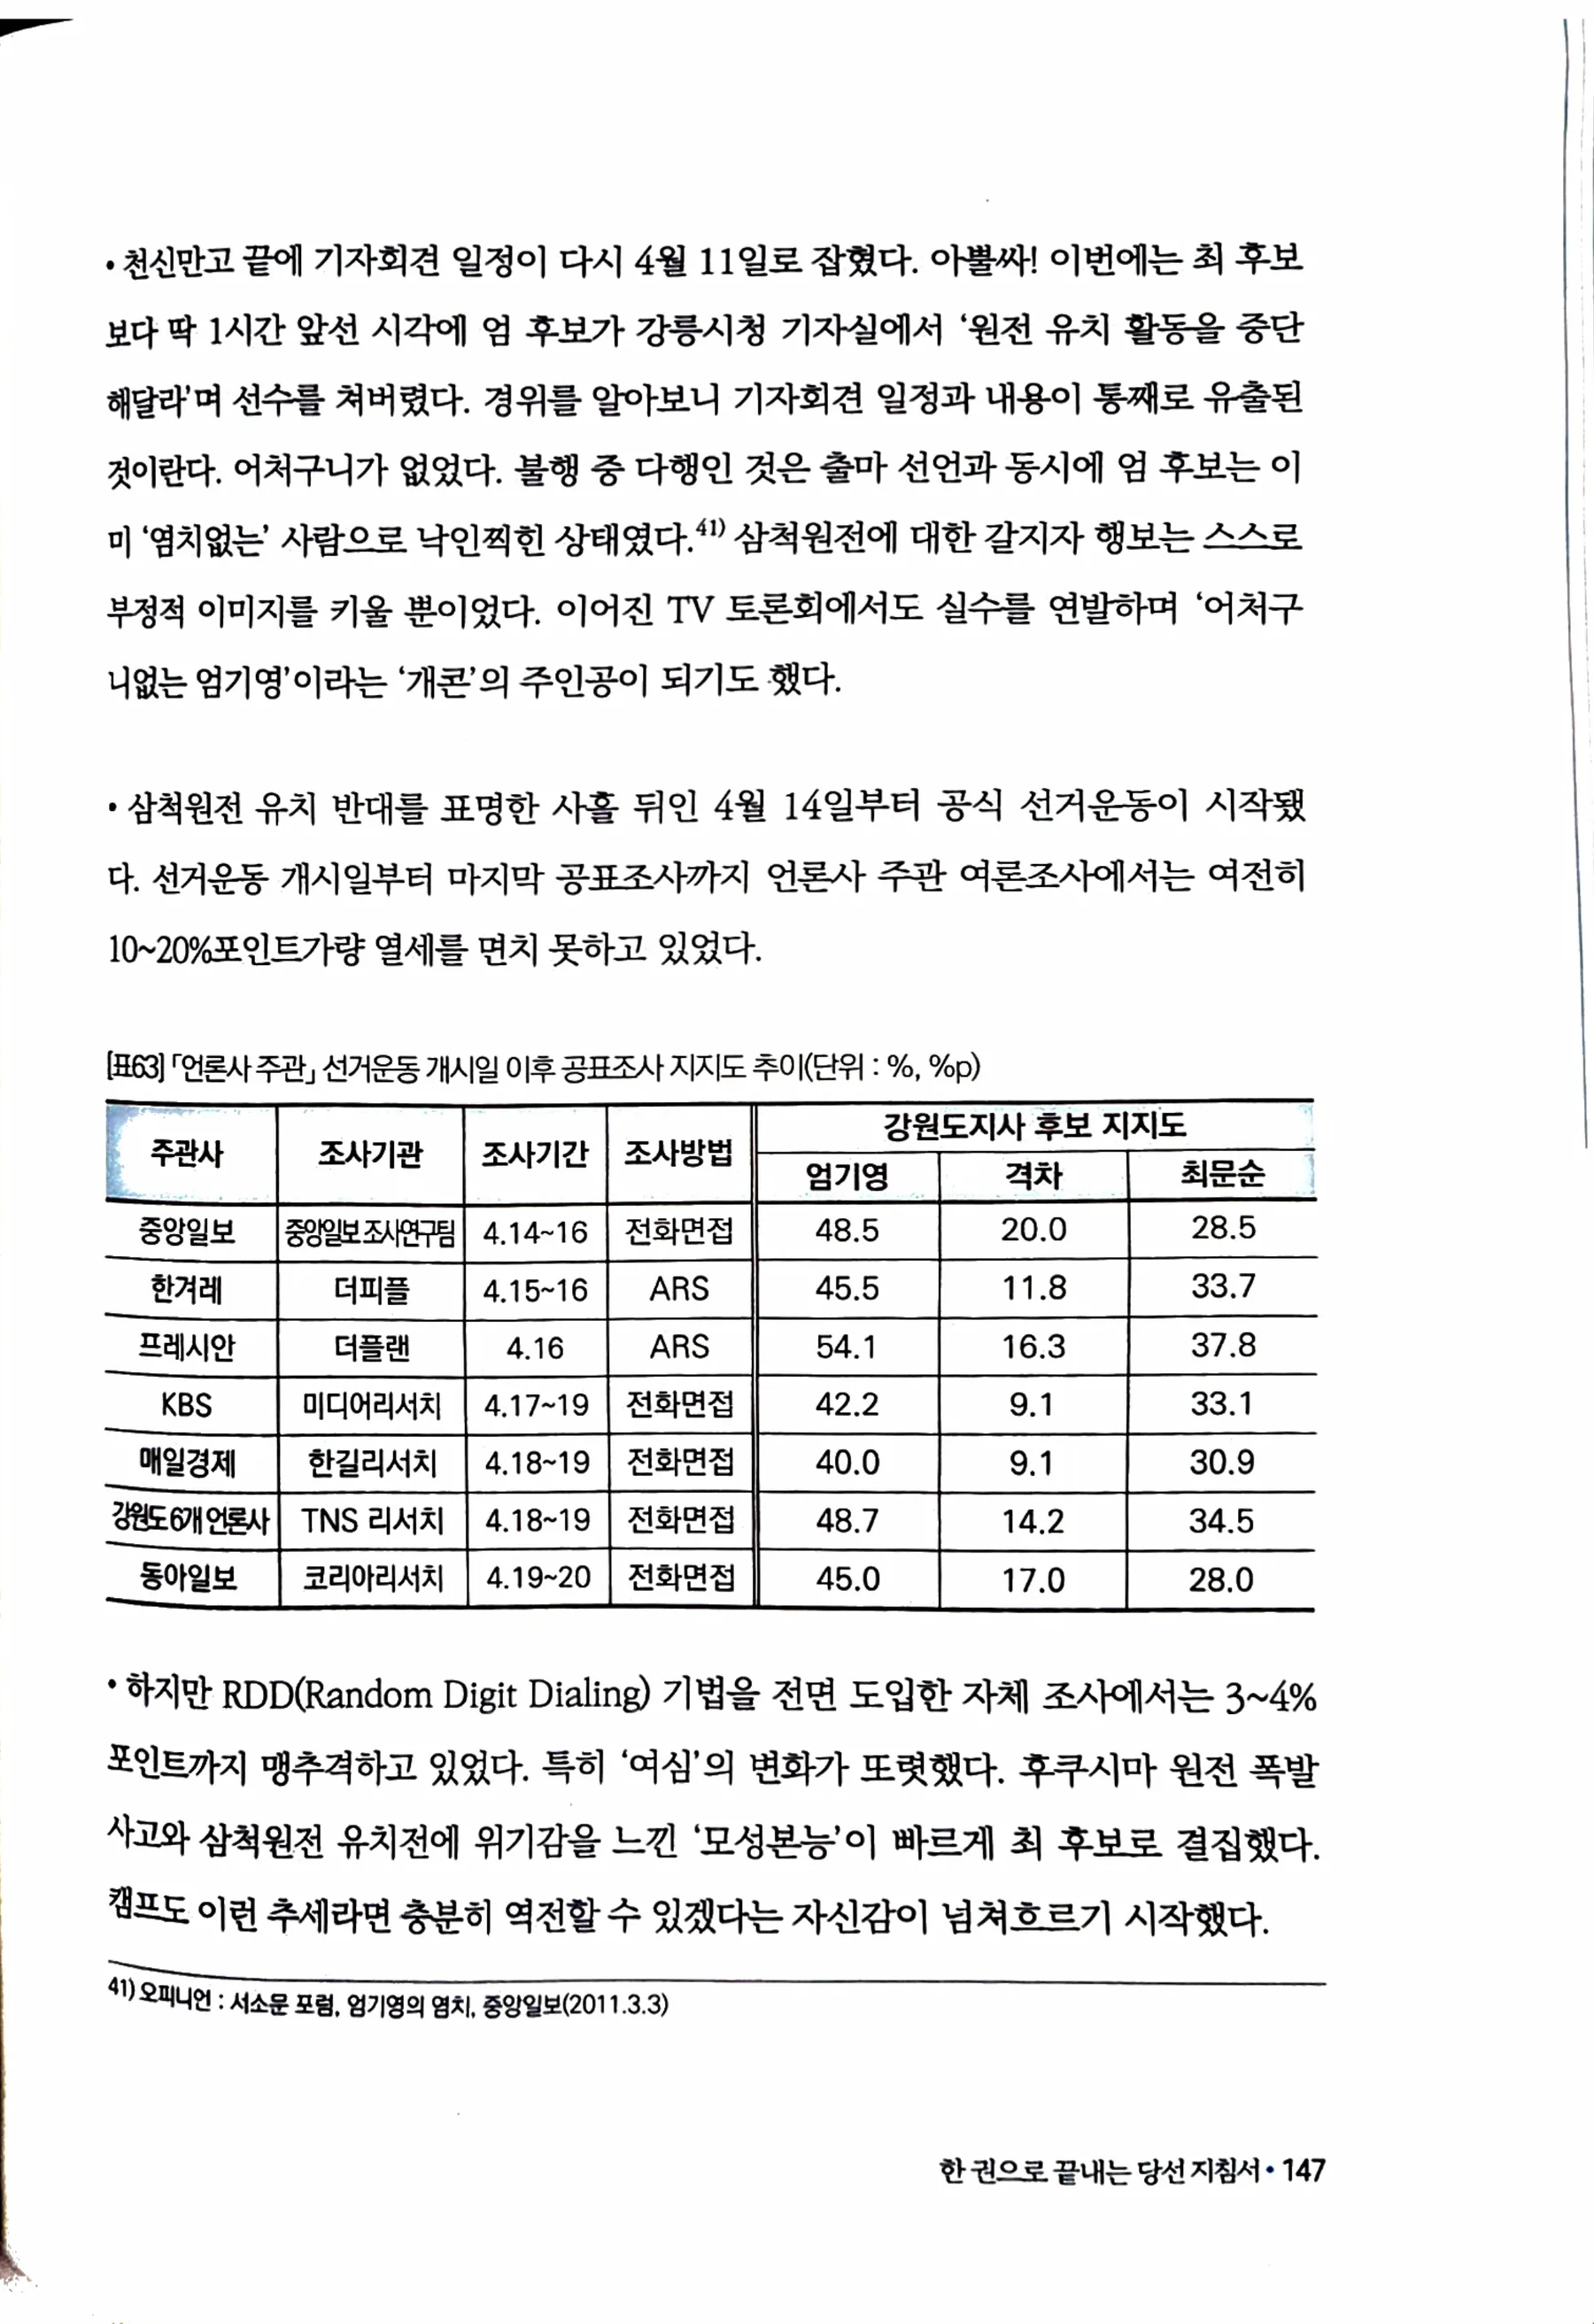 • 천신만고 끝에 기자회견 일정이 다시 4월 11일로 잡혔다. 아뿔싸! 이번에는 최 후보
보다 딱 1시간 앞선 시각에 엄 후보가 강릉시청 기자실에서 ‘원전 유치 활동을 중단
해달라’며 선수를 쳐버렸다. 경위를 알아보니 기자회견 일정과 내용이 통째로 유출된
것이란다. 어처구니가 없었다. 불행 중 다행인 것은 출마 선언과 동시에 엄 후보는 이
미 ‘염치없는’ 사람으로 낙인찍힌 상태였다.41) 삼척원전에 대한 갈지자 행보는 스스로
부정적 이미지를 키울 뿐이었다. 이어진 TV 토론회에서도 실수를 연발하며 ‘어처구
니없는 엄기영’이라는 ‘개콘’의 주인공이 되기도 했다.
• 삼척원전 유치 반대를 표명한 사흘 뒤인 4월 14일부터 공식 선거운동이 시작됐
다. 선거운동 개시일부터 마지막 공표조사까지 언론사 주관 여론조사에서는 여전히
10~20%포인트가량 열세를 면치 못하고 있었다.
[표63] 「언론사 주관」 선거운동 개시일 이후 공표조사 지지도 추이(단위 : %, %p)
주관사 조사기관 조사기간 조사방법 강원도지사 후보 지지도
엄기영 격차 최문순
중앙일보 중앙일보 조사연구팀 4.14~16 전화면접 48.5 20.0 28.5
한겨레 더피플 4.15~16 ARS 45.5 11.8 33.7
프레시안 더플랜 4.16 ARS 54.1 16.3 37.8
KBS 미디어리서치 4.17~19 전화면접 42.2 9.1 33.1
매일경제 한길리서치 4.18~19 전화면접 40.0 9.1 30.9
강원도 6개 언론사 TNS 리서치 4.18~19 전화면접 48.7 14.2 34.5
동아일보 코리아리서치 4.19~20 전화면접 45.0 17.0 28.0
• 하지만 RDD(Random Digit Dialing) 기법을 전면 도입한 자체 조사에서는 3~4%
포인트까지 맹추격하고 있었다. 특히 ‘여심’의 변화가 또렷했다. 후쿠시마 원전 폭발
사고와 삼척원전 유치전에 위기감을 느낀 ‘모성본능’이 빠르게 최 후보로 결집했다.
캠프도 이런 추세라면 충분히 역전할 수 있겠다는 자신감이 넘쳐흐르기 시작했다.
41) 오피니언 : 서소문 포럼, 엄기영의 염치, 중앙일보(2011.3.3)
한 권으로 끝내는 당선 지침서 • 147